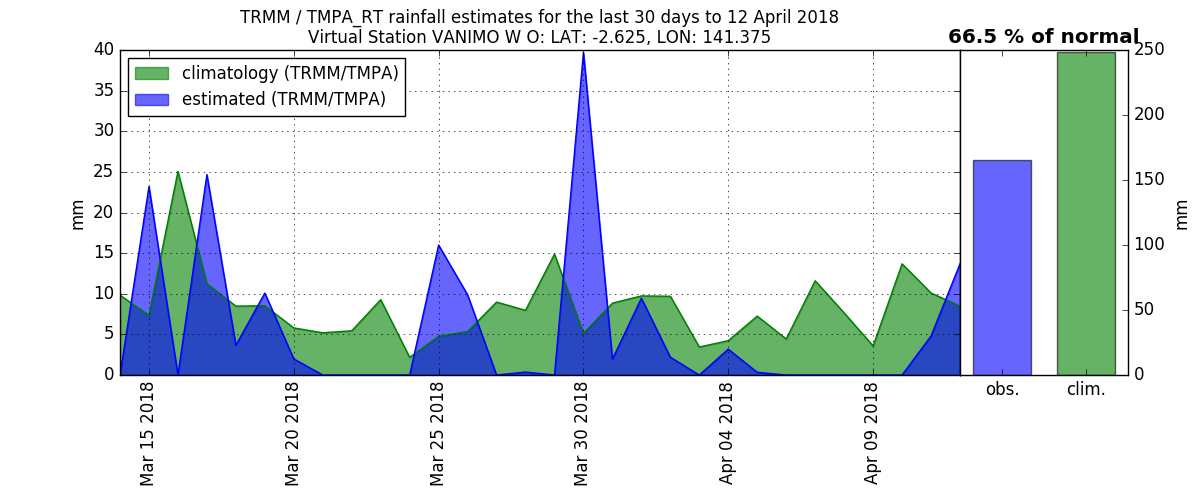 TRMM / TMPA_RT rainfall estimates for the last 30 days to 12 April 2018
Virtual Station VANIMO W O: LAT: -2.625, LON: 141.375
66.5 % of normal
climatology (TRMM/TMPA)
estimated (TRMM/TMPA)
mm
40
35
30
25
20
15
10
5
0
Mar 15 2018
Mar 20 2018
Mar 25 2018
Mar 30 2018
Apr 04 2018
Apr 09 2018
obs.
clim.
250
200
150
100
50
0
mm